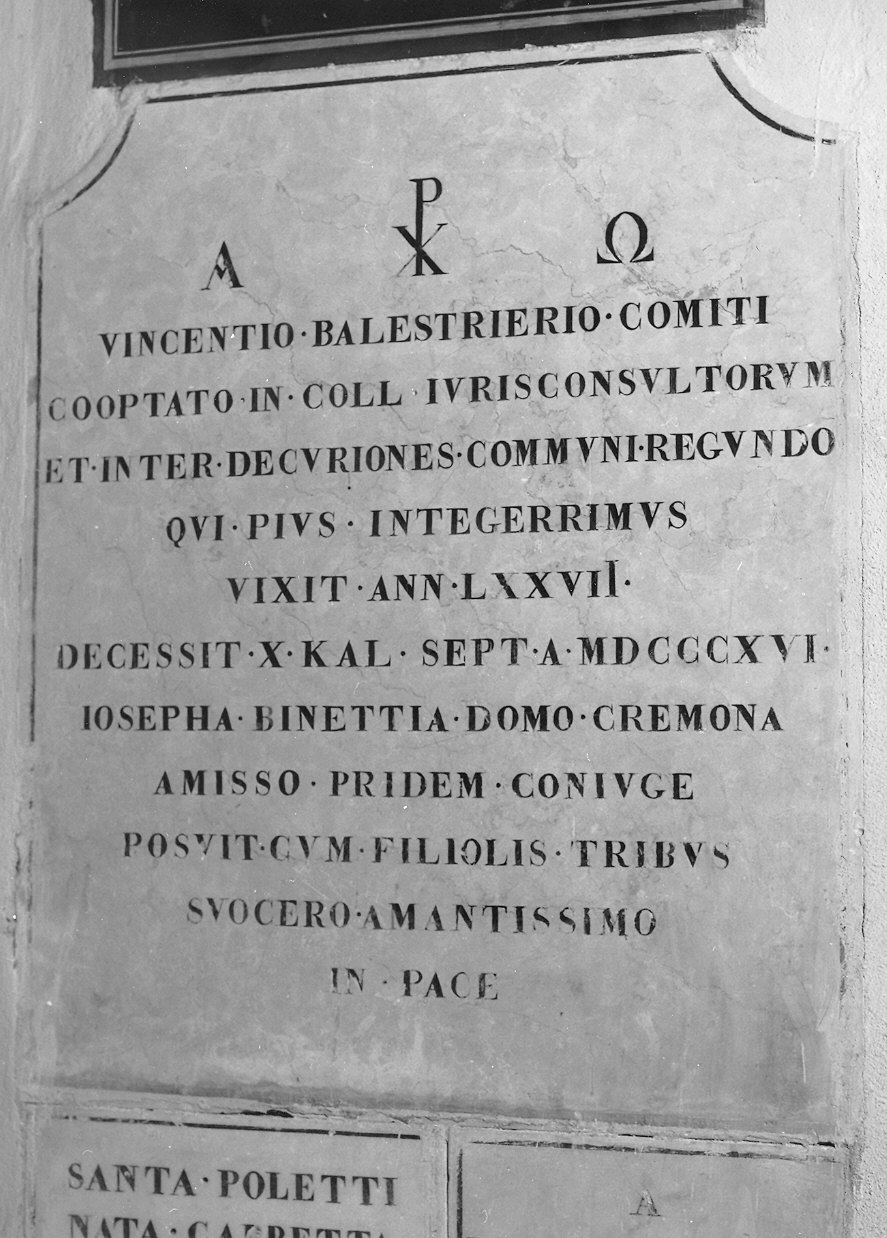 Α ☧ Ω
VINCENTIO·BALESTRIERIO·COMITI
COOPTATO·IN·COLL·IVRISCONSVLTORVM
ET·INTER·DECVRIONES·COMMVNI·REGVNDO
QVI·PIVS·INTEGERRIMVS
VIXIT·ANN·LXXVII·
DECESSIT·X·KAL·SEPT·A·MDCCCXVI·
IOSEPHA·BINETTIA·DOMO·CREMONA
AMISSO·PRIDEM·CONIVGE
POSVIT·CVM·FILIOLIS·TRIBVS
SVOCERO·AMANTISSIMO
IN·PACE
SANTA·POLETTI
A
NATA·